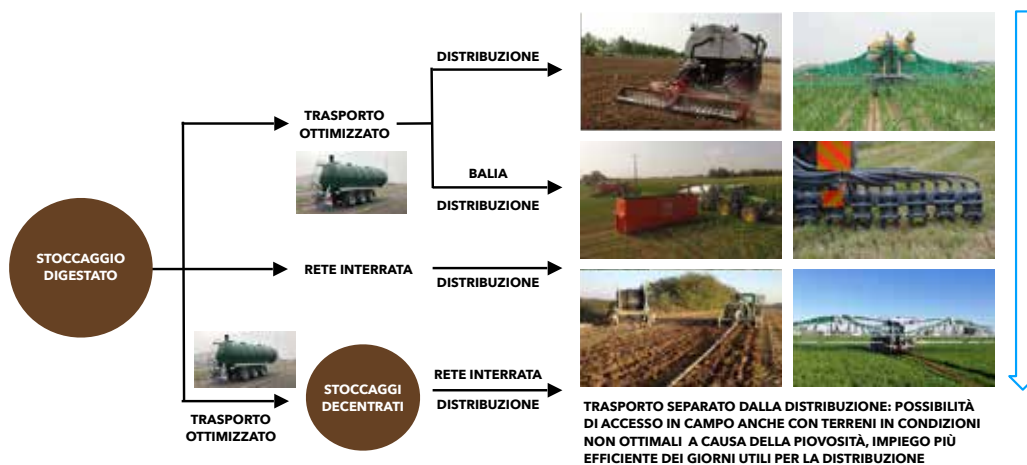 DISTRIBUZIONE
TRASPORTO
OTTIMIZZATO
BALIA
DISTRIBUZIONE
STOCCAGGIO
DIGESTATO
RETE INTERRATA
DISTRIBUZIONE
STOCCAGGI
DECENTRATI
RETE INTERRATA
DISTRIBUZIONE
TRASPORTO
OTTIMIZZATO
TRASPORTO SEPARATO DALLA DISTRIBUZIONE: POSSIBILITÀ
DI ACCESSO IN CAMPO ANCHE CON TERRENI IN CONDIZIONI
NON OTTIMALI A CAUSA DELLA PIOVOSITÀ, IMPIEGO PIÙ
EFFICIENTE DEI GIORNI UTILI PER LA DISTRIBUZIONE